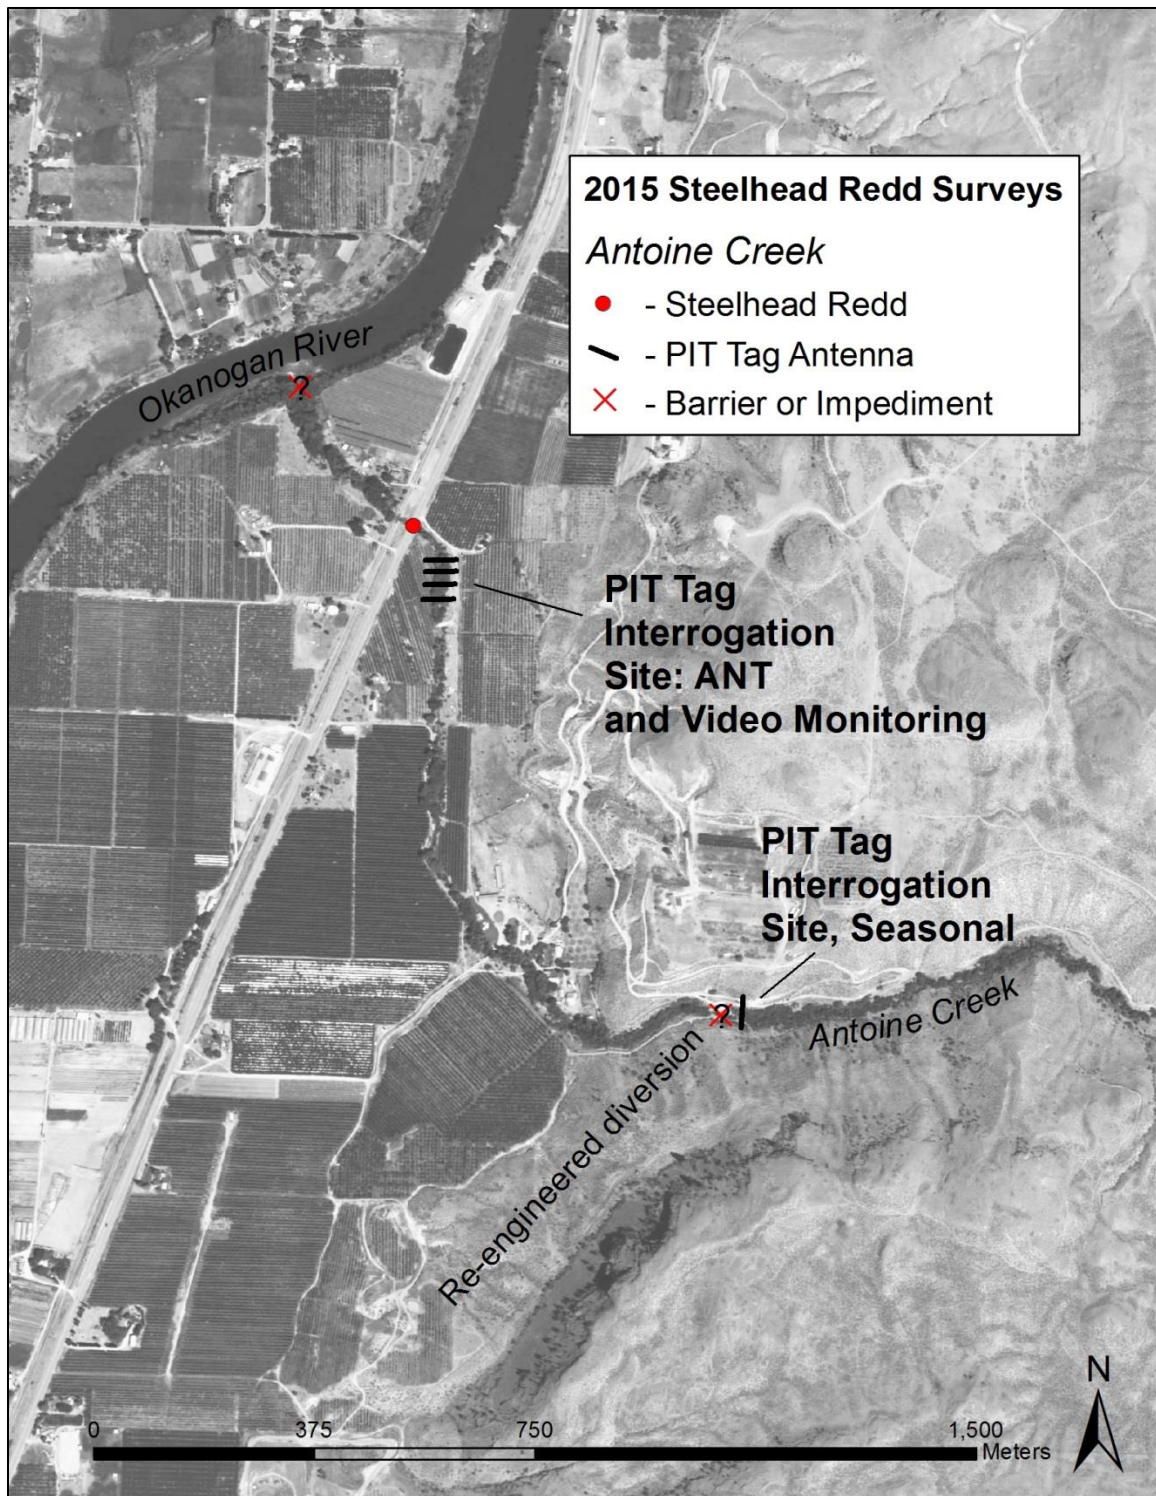 2015 Steelhead Redd Surveys
Antoine Creek
- Steelhead Redd
- PIT Tag Antenna
- Barrier or Impediment
Okanogan River
?
PIT Tag
Interrogation
Site: ANT
and Video Monitoring
PIT Tag
Interrogation
Site, Seasonal
?
Antoine Creek
Re-engineered diversion
N
0 375 750 1,500
Meters